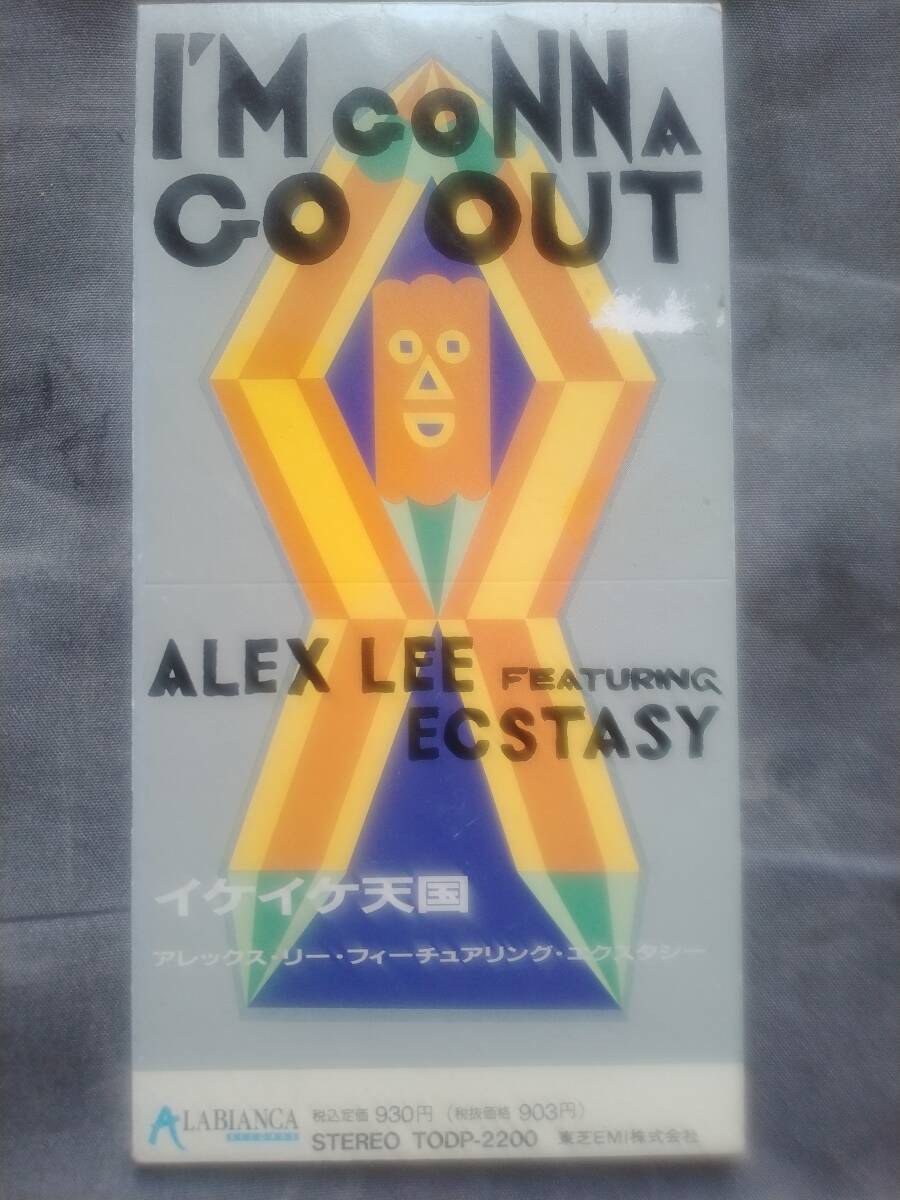 I'M GONNA
GO OUT
ALEX LEE FEATURING
ECSTASY
イケイケ天国
アレックス・リー・フィーチュアリング・エクスタシー
ALABIANCA 税込定価 930円 (税抜価格 903円)
RECORDS
STEREO TODP-2200 東芝EMI株式会社